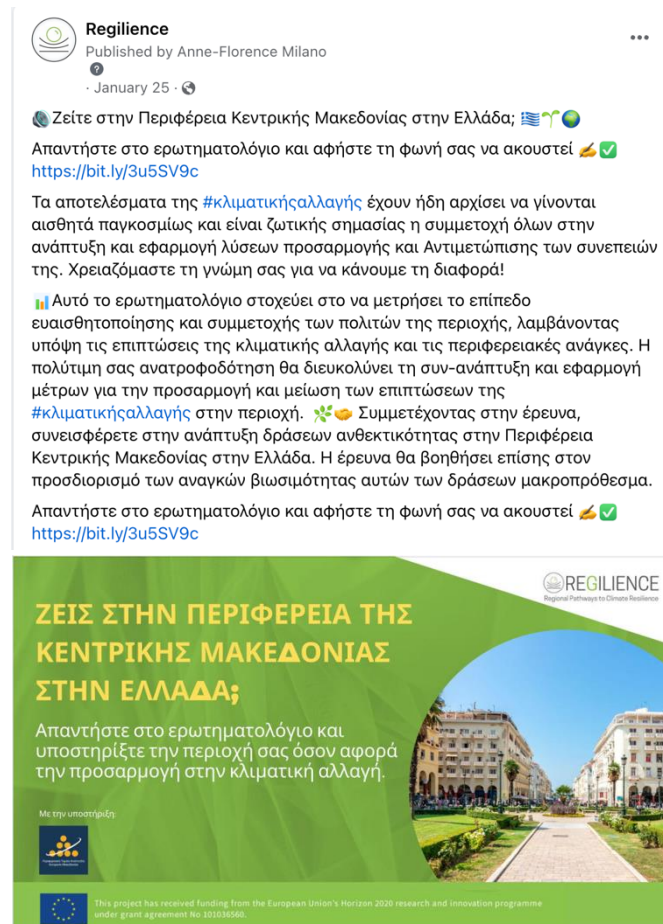 Regilience
Published by Anne-Florence Milano
· January 25 ·
Ζείτε στην Περιφέρεια Κεντρικής Μακεδονίας στην Ελλάδα;
Απαντήστε στο ερωτηματολόγιο και αφήστε τη φωνή σας να ακουστεί
https://bit.ly/3u5SV9c
Τα αποτελέσματα της #κλιματικήςαλλαγής έχουν ήδη αρχίσει να γίνονται
αισθητά παγκοσμίως και είναι ζωτικής σημασίας η συμμετοχή όλων στην
ανάπτυξη και εφαρμογή λύσεων προσαρμογής και Αντιμετώπισης των συνεπειών
της. Χρειαζόμαστε τη γνώμη σας για να κάνουμε τη διαφορά!
Αυτό το ερωτηματολόγιο στοχεύει στο να μετρήσει το επίπεδο
ευαισθητοποίησης και συμμετοχής των πολιτών της περιοχής, λαμβάνοντας
υπόψη τις επιπτώσεις της κλιματικής αλλαγής και τις περιφερειακές ανάγκες. Η
πολύτιμη σας ανατροφοδότηση θα διευκολύνει τη συν-ανάπτυξη και εφαρμογή
μέτρων για την προσαρμογή και μείωση των επιπτώσεων της
#κλιματικήςαλλαγής στην περιοχή. Συμμετέχοντας στην έρευνα,
συνεισφέρετε στην ανάπτυξη δράσεων ανθεκτικότητας στην Περιφέρεια
Κεντρικής Μακεδονίας στην Ελλάδα. Η έρευνα θα βοηθήσει επίσης στον
προσδιορισμό των αναγκών βιωσιμότητας αυτών των δράσεων μακροπρόθεσμα.
Απαντήστε στο ερωτηματολόγιο και αφήστε τη φωνή σας να ακουστεί
https://bit.ly/3u5SV9c
REGILIENCE
Regional Pathways to Climate Resilience
ΖΕΙΣ ΣΤΗΝ ΠΕΡΙΦΕΡΕΙΑ ΤΗΣ
ΚΕΝΤΡΙΚΗΣ ΜΑΚΕΔΟΝΙΑΣ
ΣΤΗΝ ΕΛΛΑΔΑ;
Απαντήστε στο ερωτηματολόγιο και
υποστηρίξτε την περιοχή σας όσον αφορά
την προσαρμογή στην κλιματική αλλαγή.
Με την υποστήριξη:
This project has received funding from the European Union's Horizon 2020 research and innovation programme
under grant agreement No 101036560.